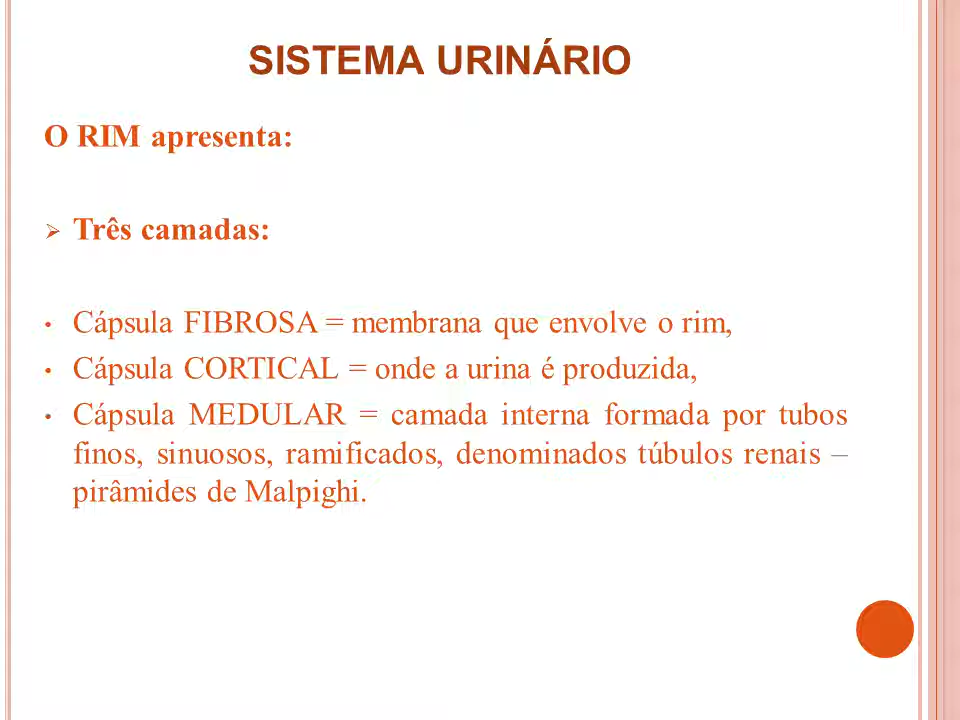 SISTEMA URINÁRIO
O RIM apresenta:
➢ Três camadas:
• Cápsula FIBROSA = membrana que envolve o rim,
• Cápsula CORTICAL = onde a urina é produzida,
• Cápsula MEDULAR = camada interna formada por tubos
finos, sinuosos, ramificados, denominados túbulos renais –
pirâmides de Malpighi.